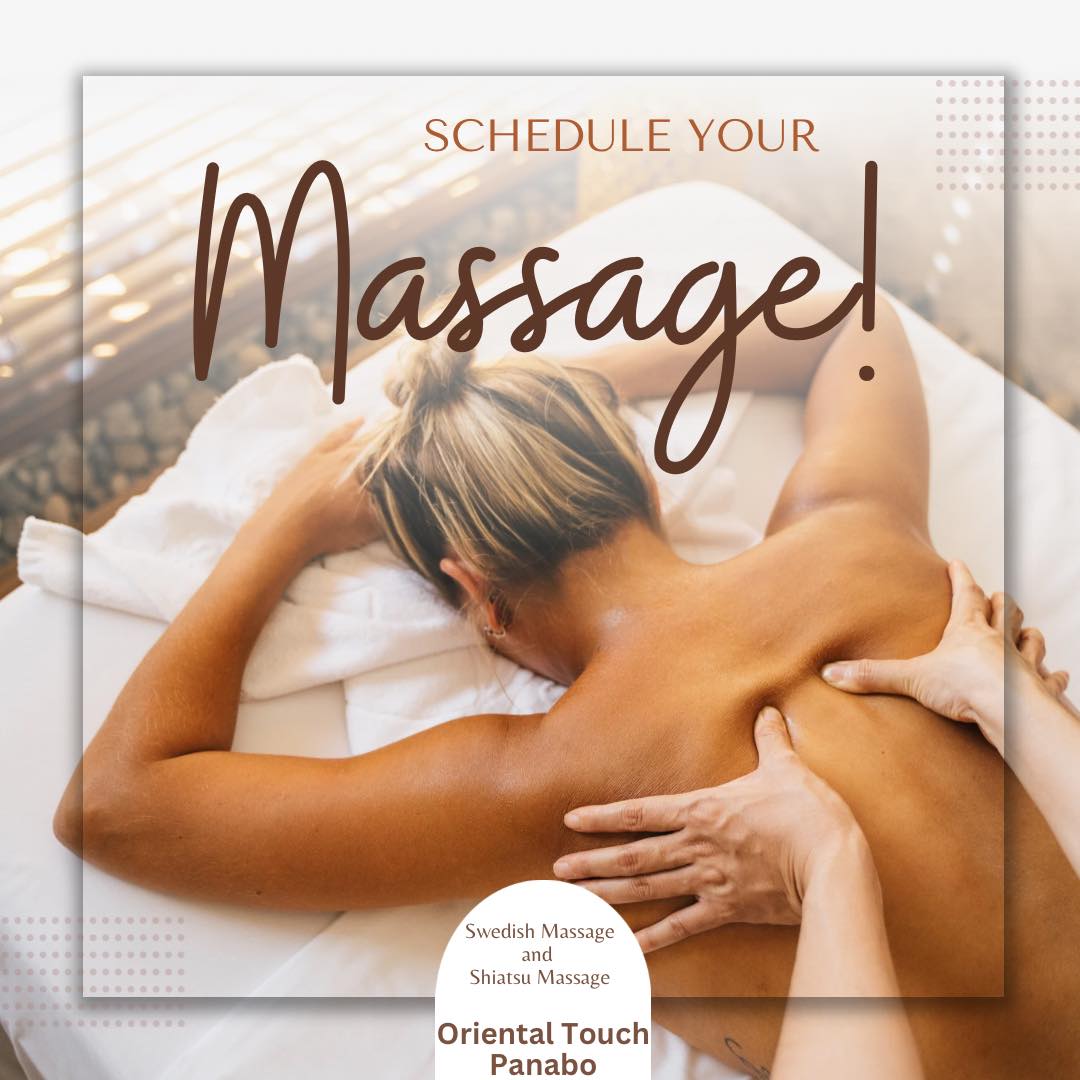 SCHEDULE YOUR
Massage!
Swedish Massage
and
Shiatsu Massage
Oriental Touch
Panabo